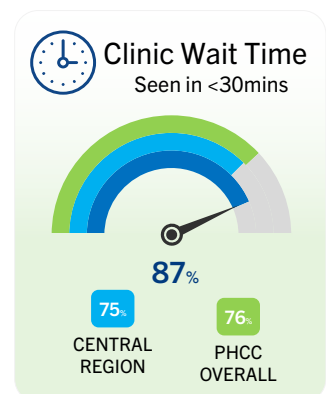 Clinic Wait Time
Seen in <30mins
87%
75%
CENTRAL
REGION
76%
PHCC
OVERALL